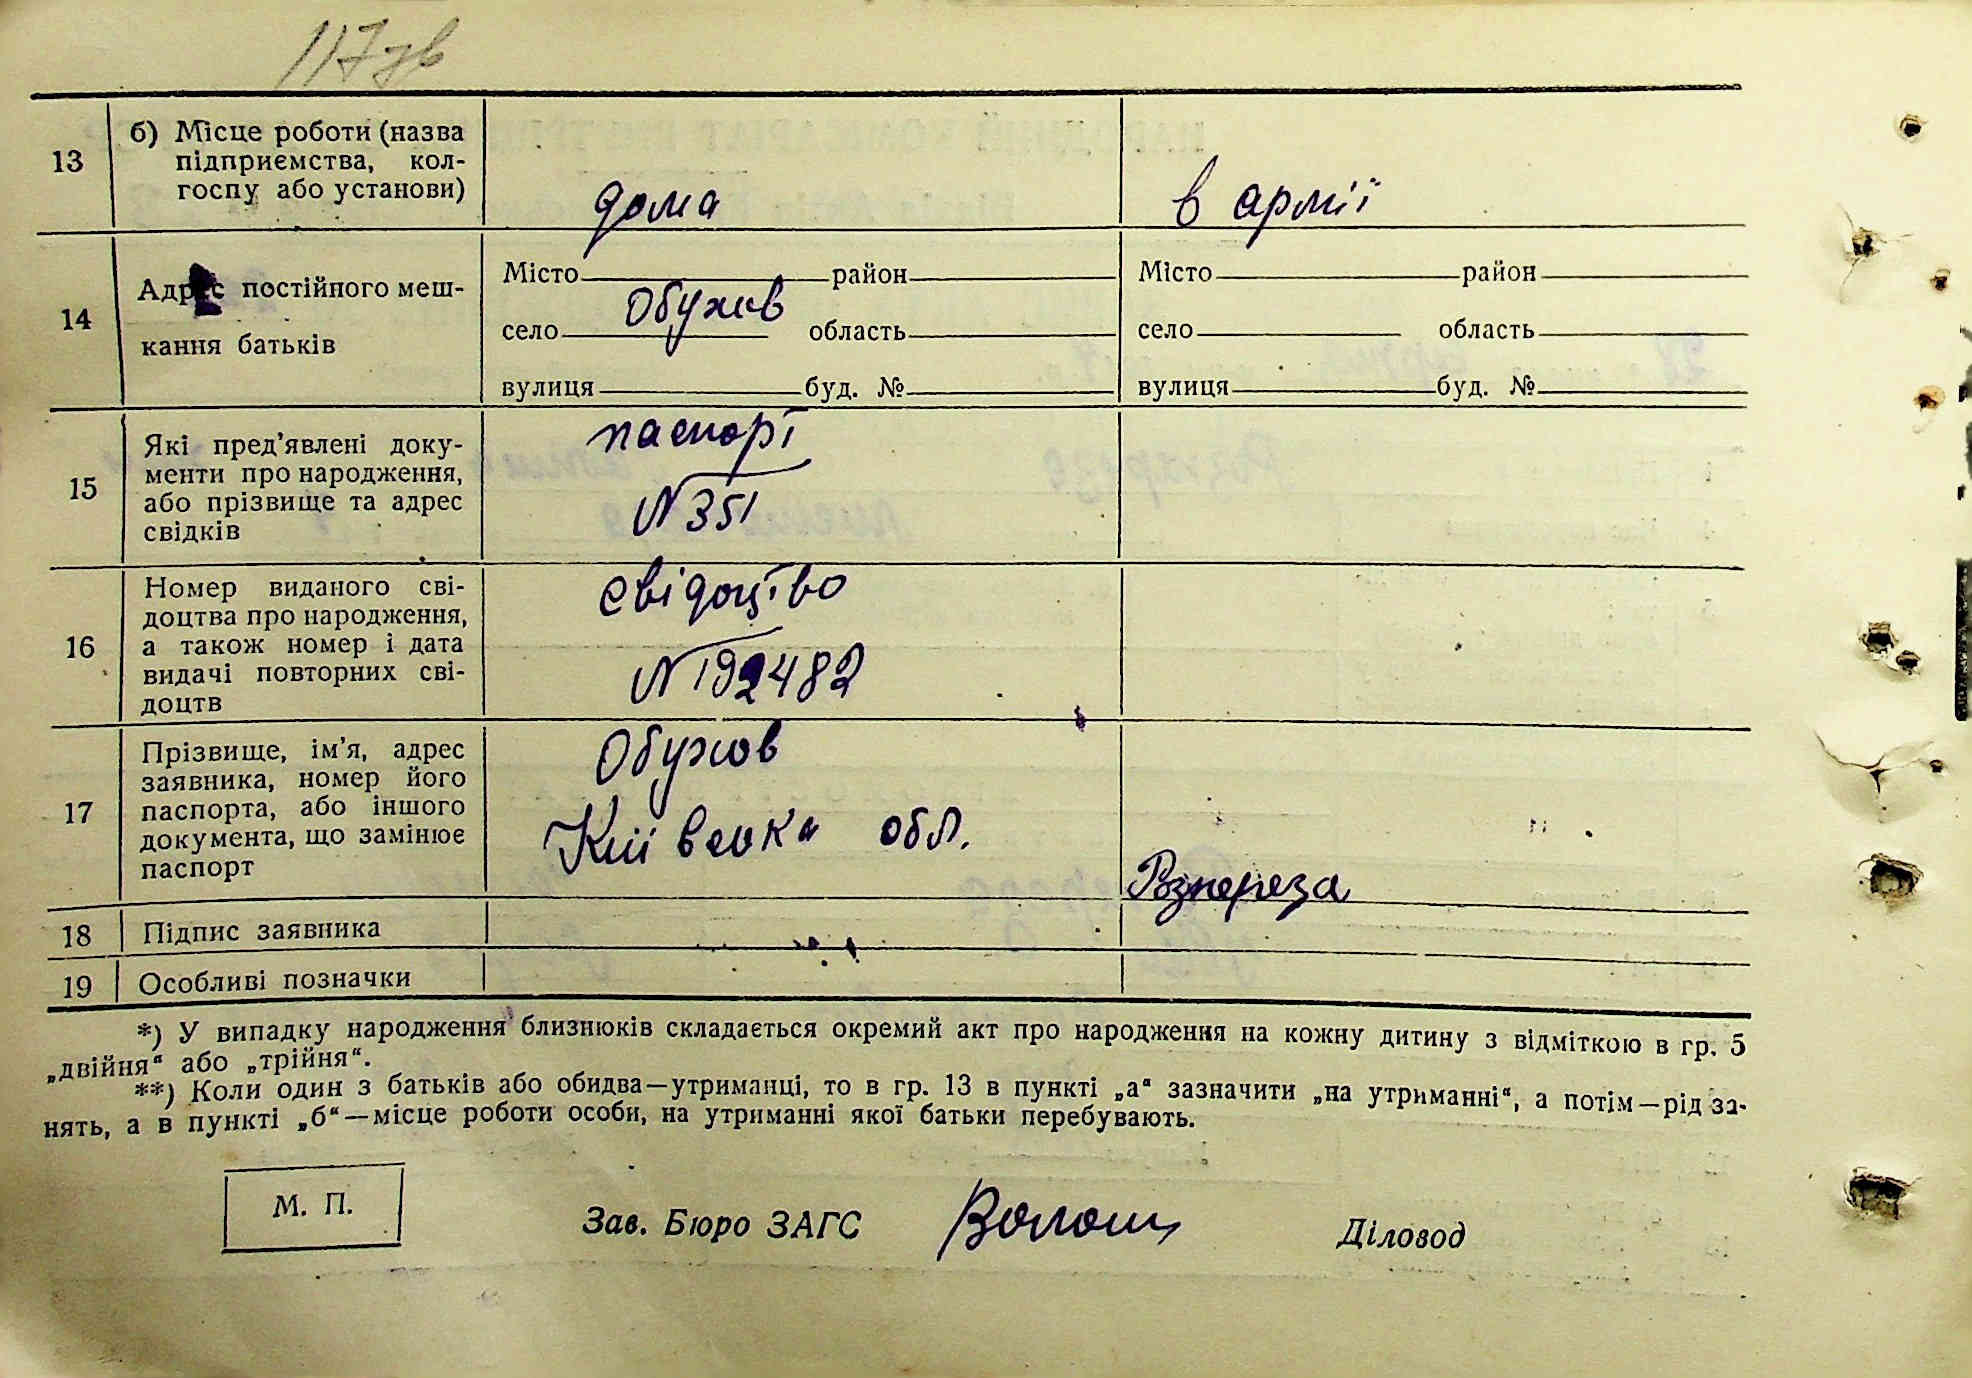 117 зв
13
б) Місце роботи (назва
підприємства, кол-
госпу або установи)
дома
в армії
14
Адрес постійного меш-
кання батьків
Місто район
Обухов
село область
вулиця буд. №
Місто район
село область
вулиця буд. №
15
Які пред'явлені доку-
менти про народження,
або прізвище та адрес
свідків
паспорт
N 351
16
Номер виданого сві-
доцтва про народження,
а також номер і дата
видачі повторних сві-
доцтв
свідоцтво
N 192482
17
Прізвище, ім'я, адрес
заявника, номер його
паспорта, або іншого
документа, що замінює
паспорт
Обухов
Київська обл.
18
Підпис заявника
19
Особливі позначки
*) У випадку народження близнюків складається окремий акт про народження на кожну дитину з відміткою в гр. 5
„двійня“ або „трійня“.
**) Коли один з батьків або обидва—утриманці, то в гр. 13 в пункті „а“ зазначити „на утриманні“, а потім—рід за-
нять, а в пункті „б“—місце роботи особи, на утриманні якої батьки перебувають.
М. П.
Зав. Бюро ЗАГС
Діловод